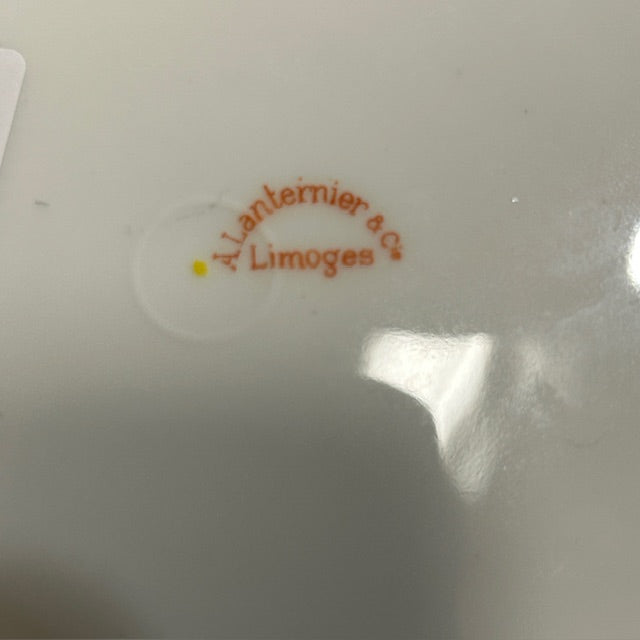 A. Lanternier & Cie
Limoges